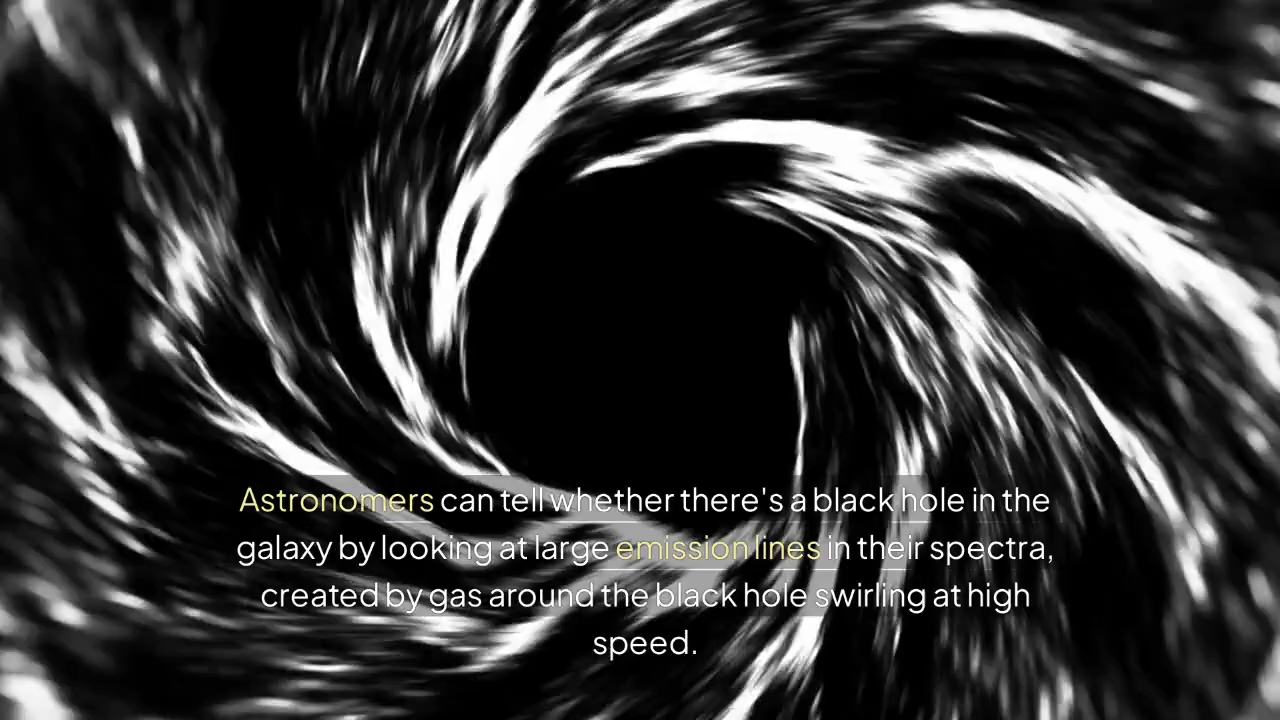 Astronomers can tell whether there's a black hole in the
galaxy by looking at large emission lines in their spectra,
created by gas around the black hole swirling at high
speed.